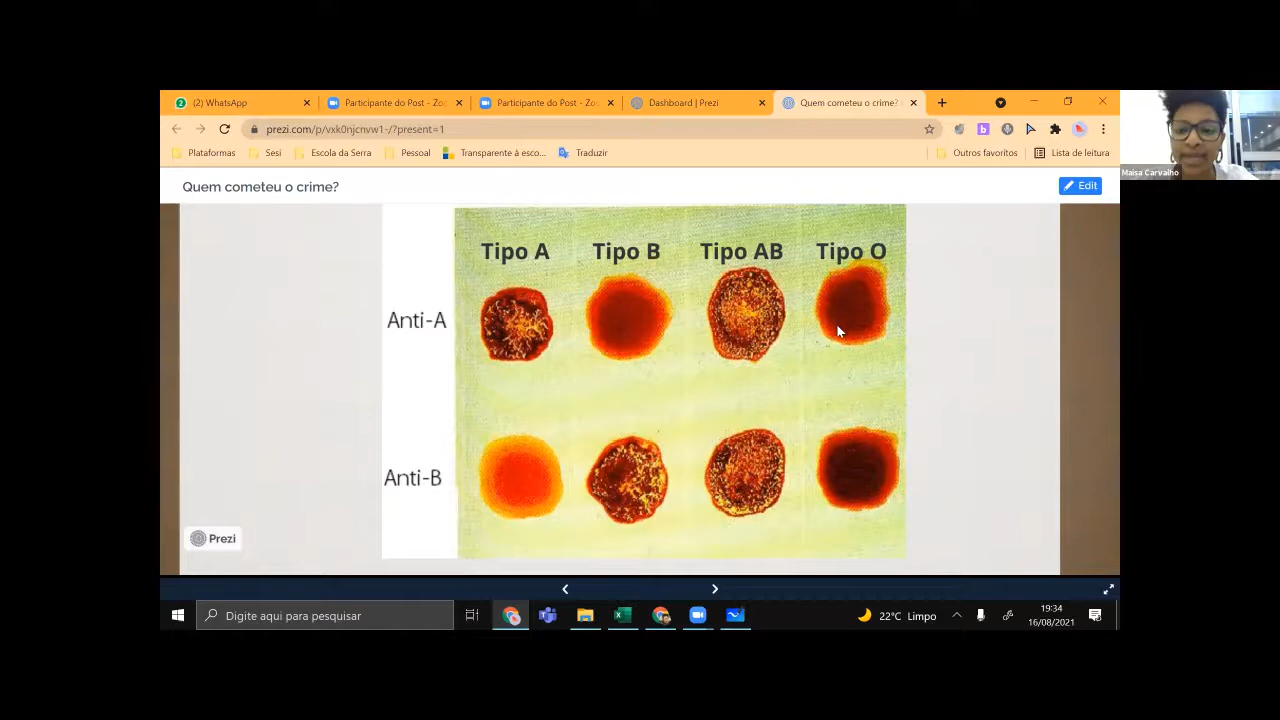 (2) WhatsApp
Participante do Post - Zoo
Participante do Post - Zoo
Dashboard | Prezi
Quem cometeu o crime?
prezi.com/p/vxk0njcnvw1-/?present=1
Plataformas
Sesi
Escola da Serra
Pessoal
Transparente à esco...
Traduzir
Outros favoritos
Lista de leitura
Maisa Carvalho
Quem cometeu o crime?
Edit
Tipo A
Tipo B
Tipo AB
Tipo O
Anti-A
Anti-B
Prezi
Digite aqui para pesquisar
22°C Limpo
19:34
16/08/2021